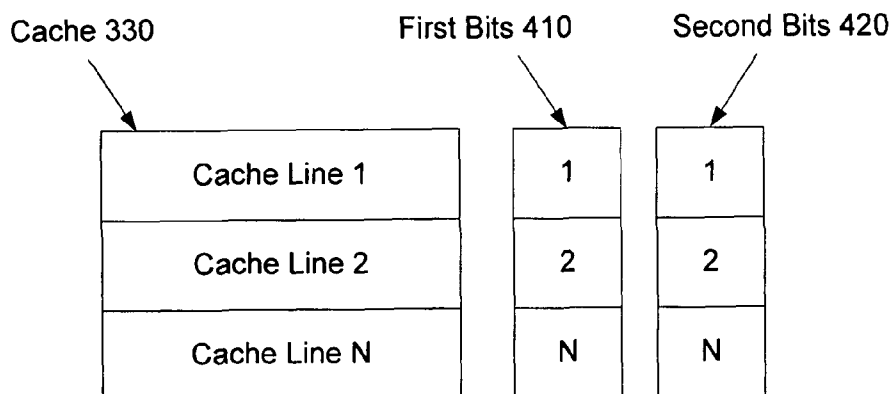 Cache 330 First Bits 410 Second Bits 420
Cache Line 1 1 1
Cache Line 2 2 2
Cache Line N N N